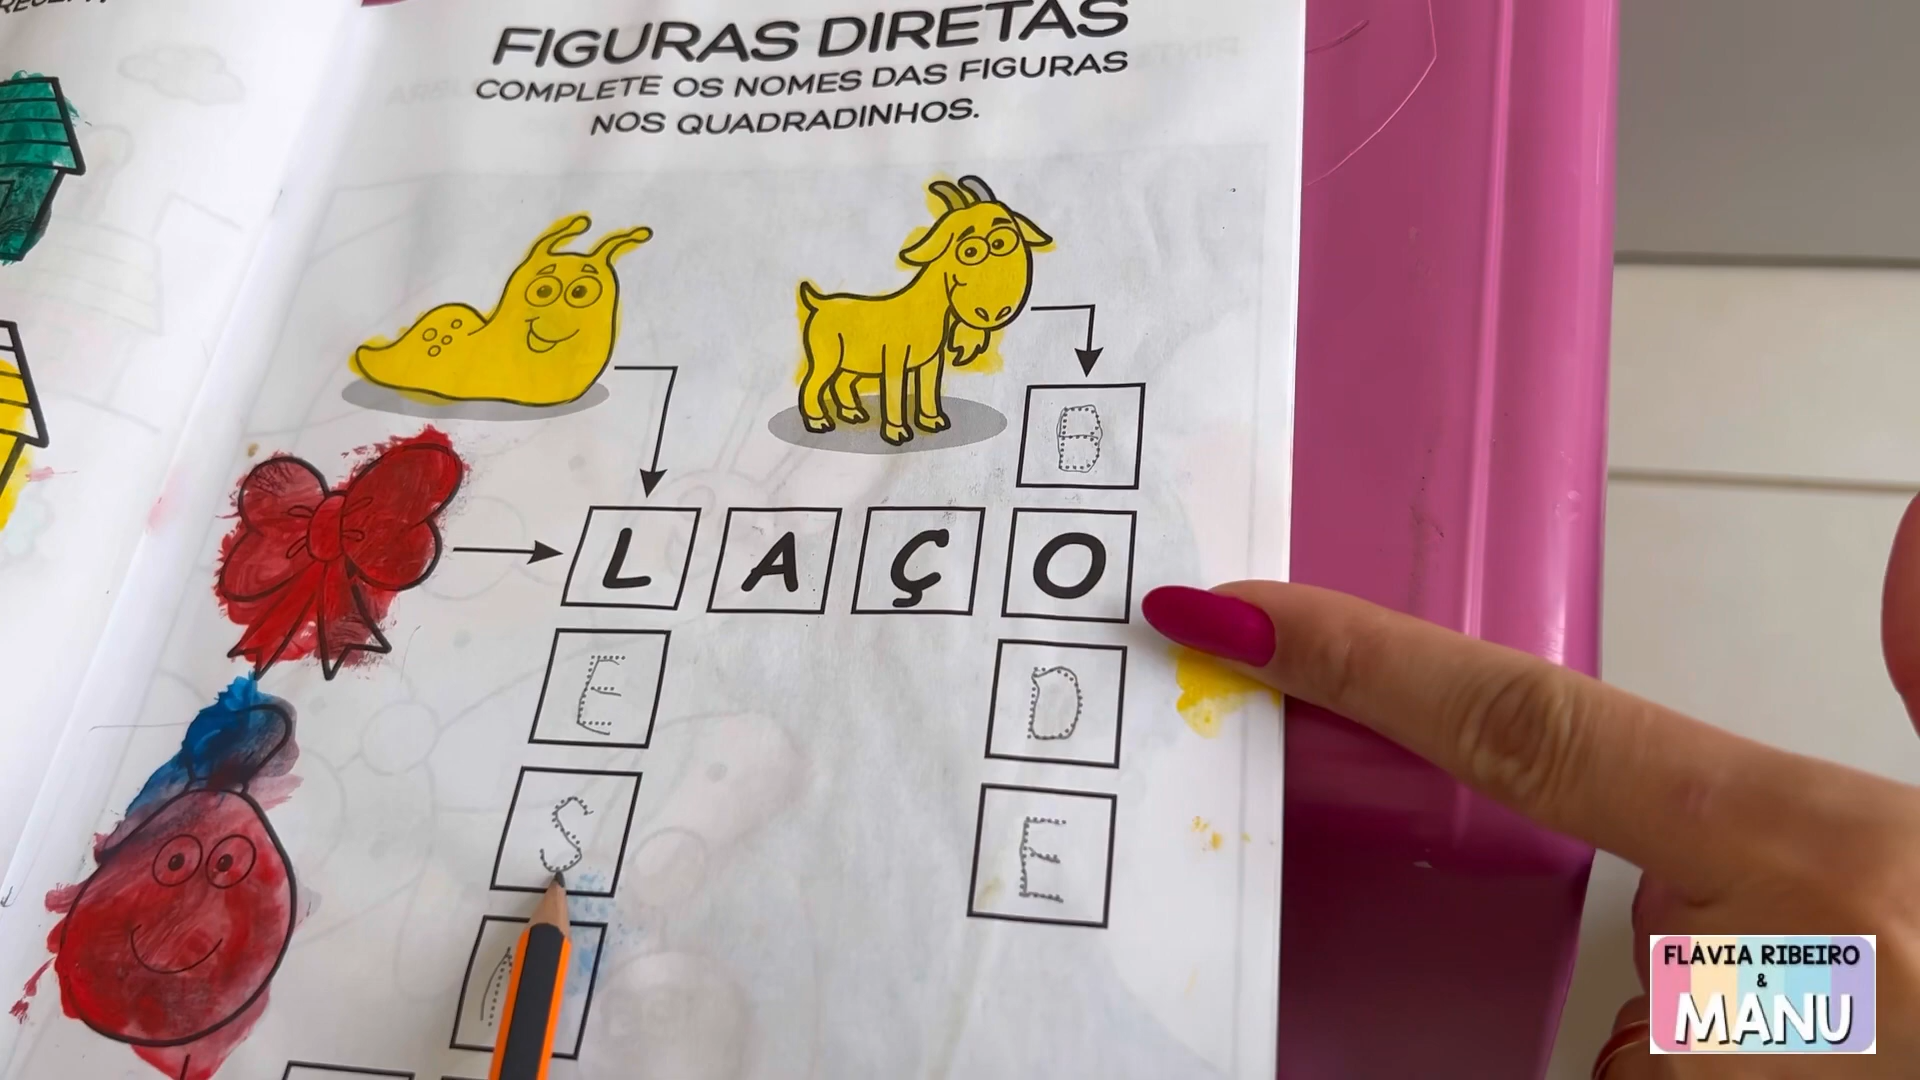 FIGURAS DIRETAS
COMPLETE OS NOMES DAS FIGURAS
NOS QUADRADINHOS.
B
L A Ç O
E D
S E
FLÁVIA RIBEIRO
&
MANU